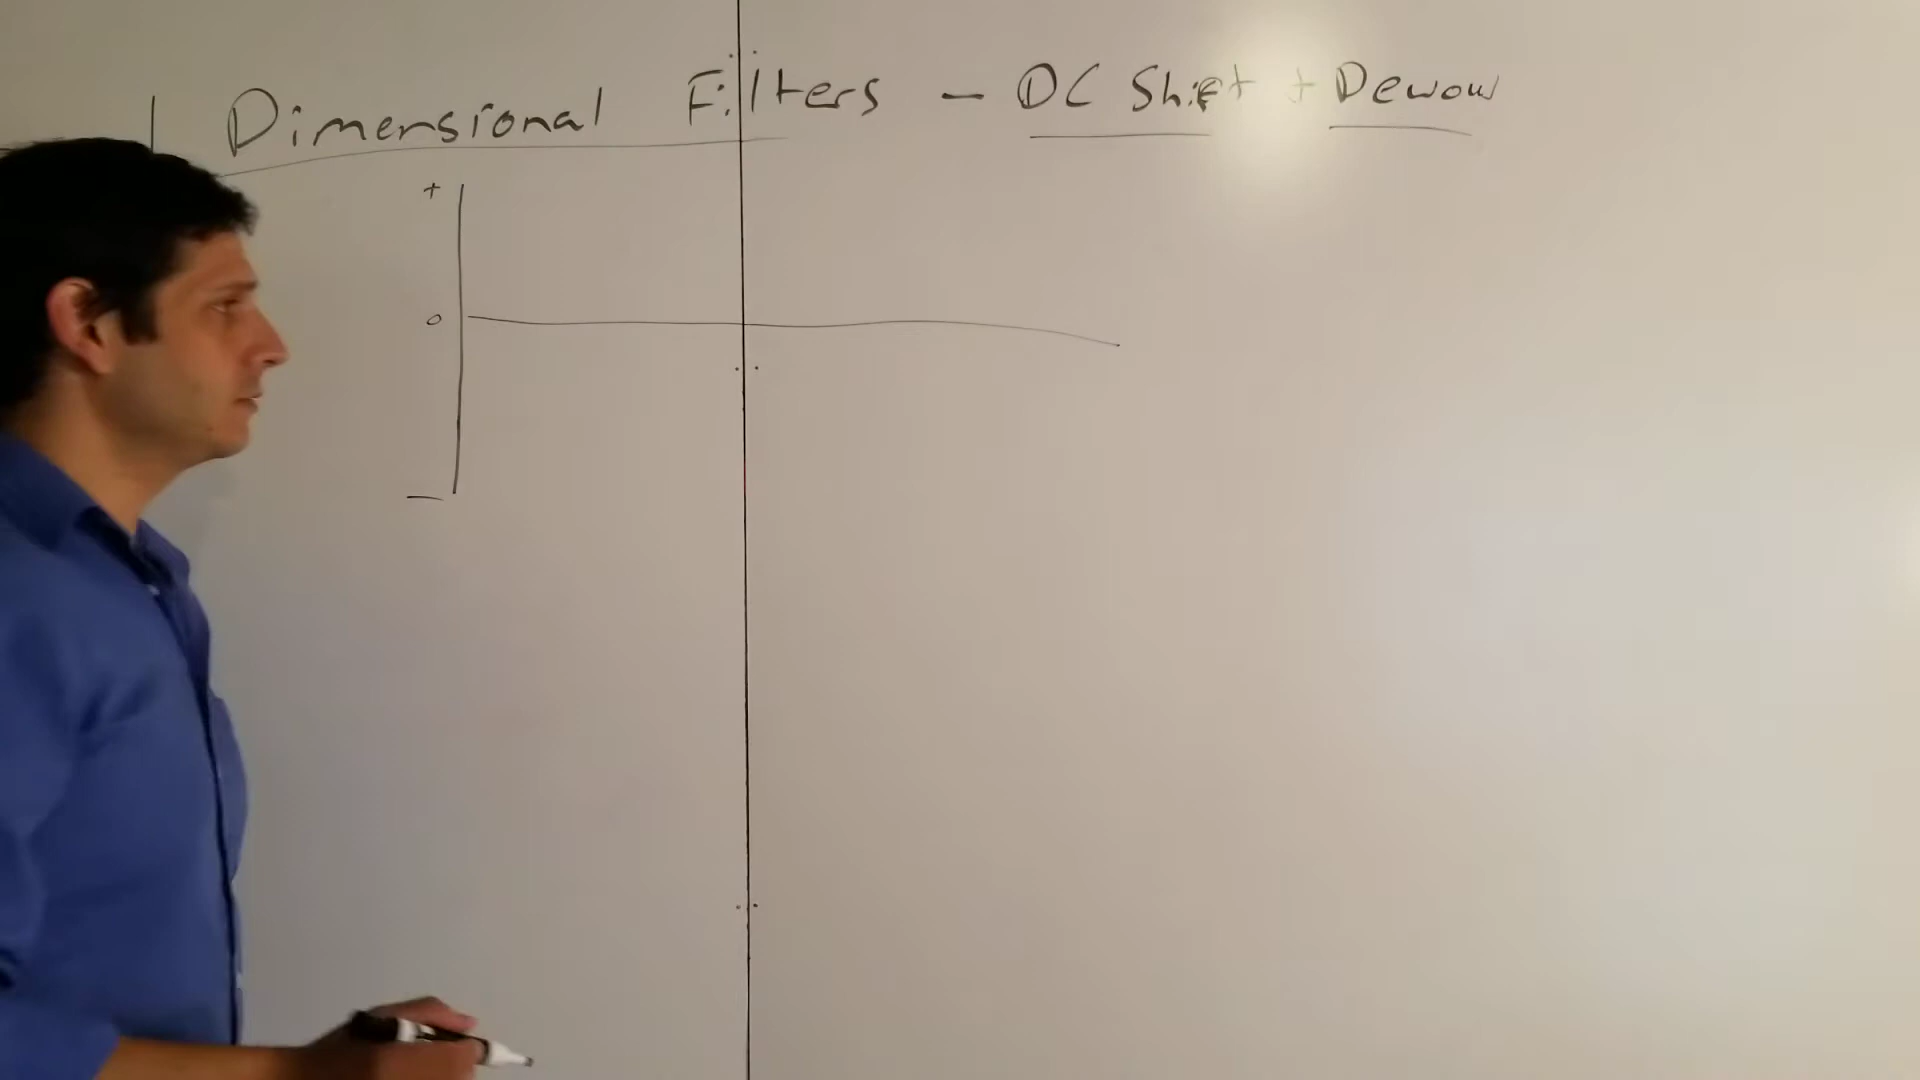 1 Dimensional Filters - DC Shift + Dewow
+
0
-